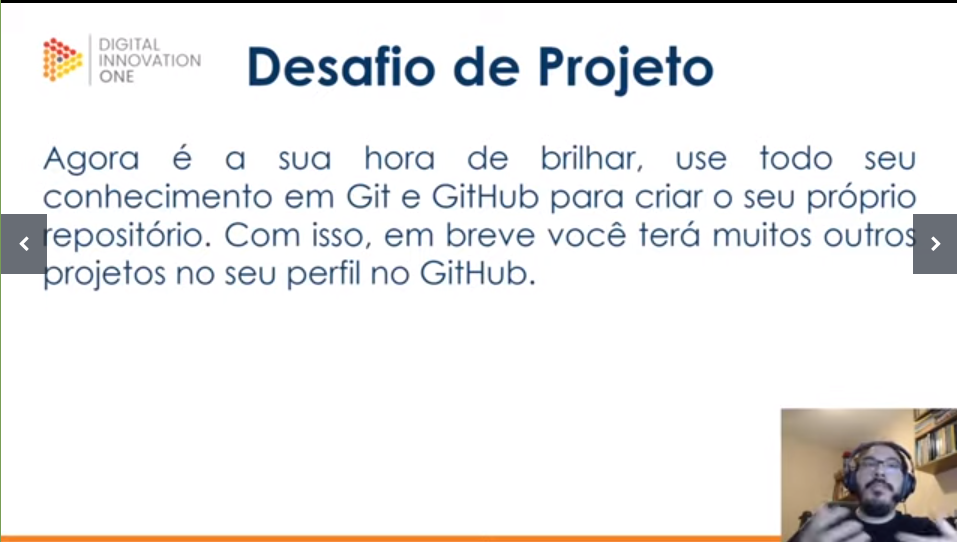 DIGITAL
INNOVATION
ONE
Desafio de Projeto
Agora é a sua hora de brilhar, use todo seu
conhecimento em Git e GitHub para criar o seu próprio
repositório. Com isso, em breve você terá muitos outros
projetos no seu perfil no GitHub.